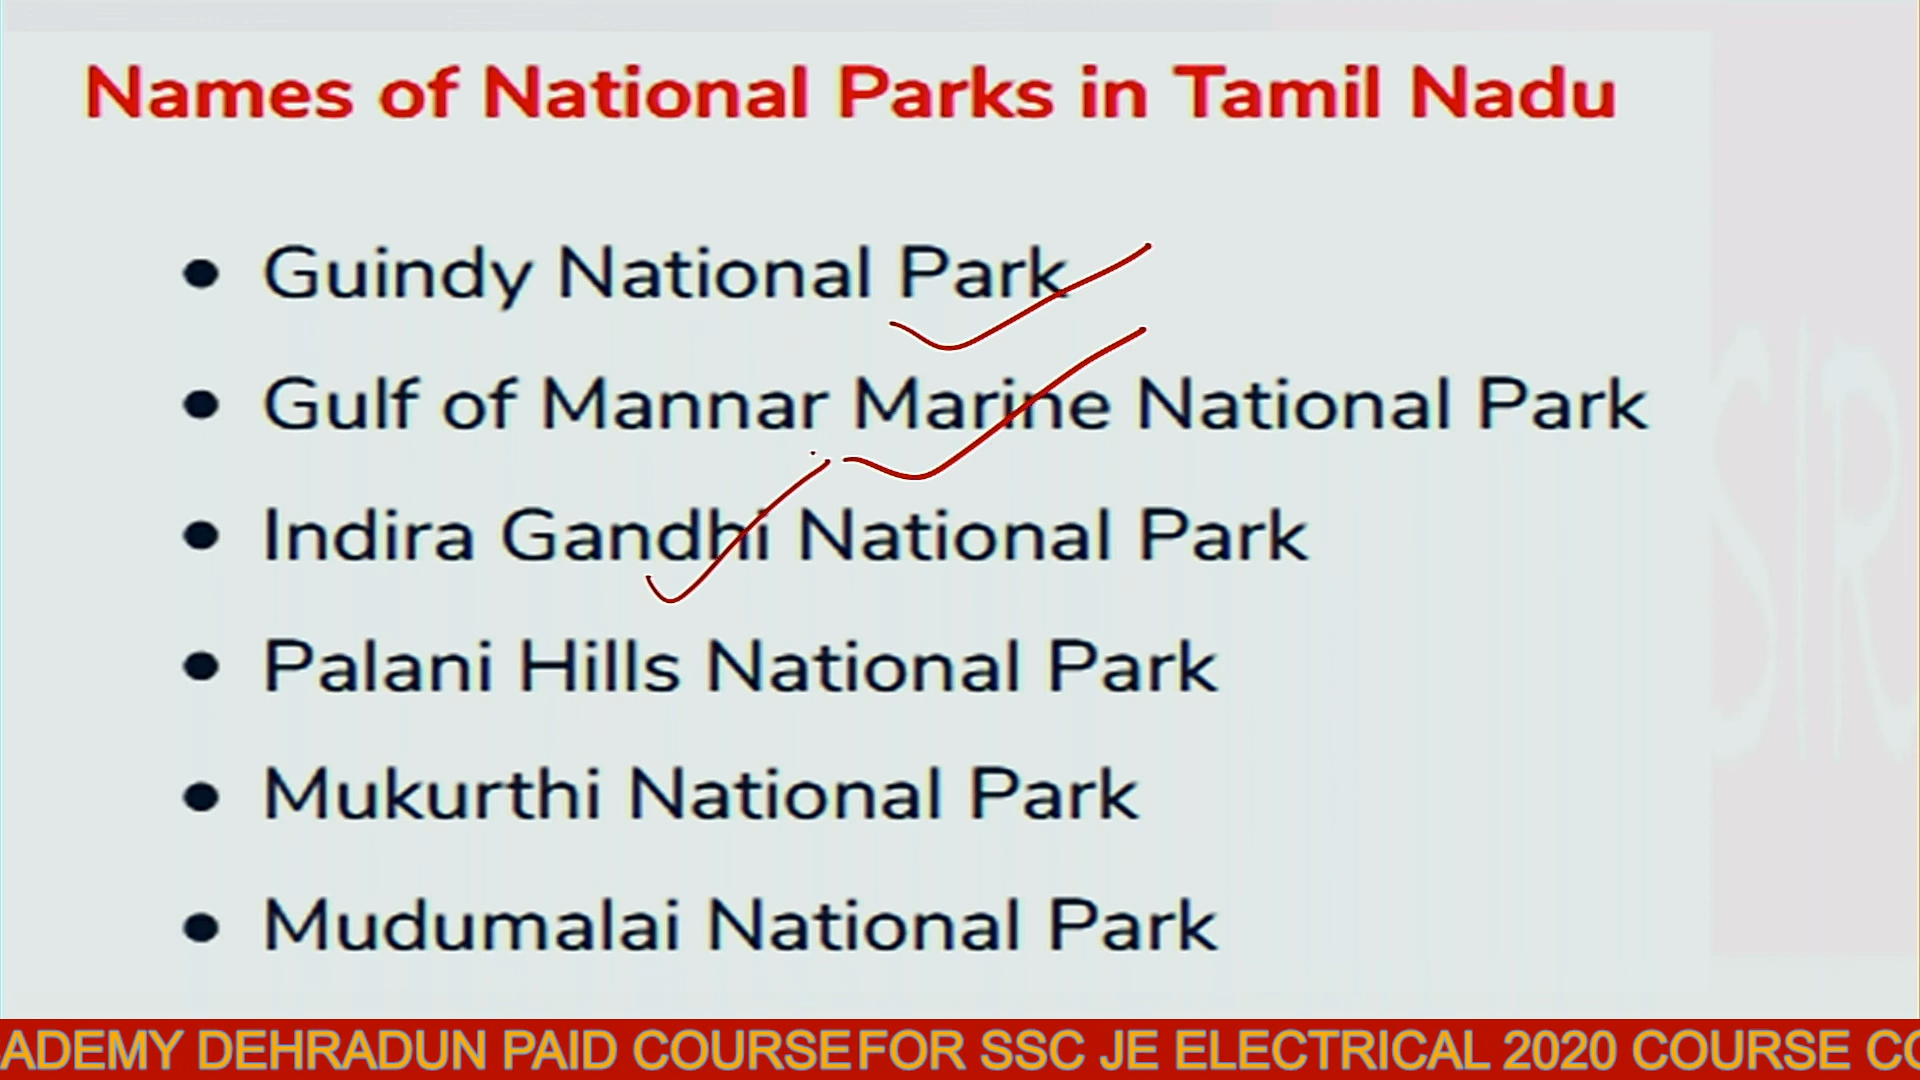 Names of National Parks in Tamil Nadu
● Guindy National Park
● Gulf of Mannar Marine National Park
● Indira Gandhi National Park
● Palani Hills National Park
● Mukurthi National Park
● Mudumalai National Park
SIR
ADEMY DEHRADUN PAID COURSE FOR SSC JE ELECTRICAL 2020 COURSE CO